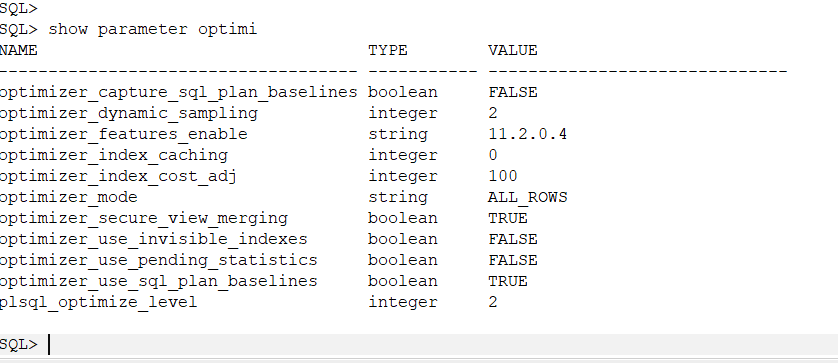 SQL>
SQL> show parameter optimi
NAME                                 TYPE        VALUE
------------------------------------ ----------- ------------------------------
optimizer_capture_sql_plan_baselines boolean     FALSE
optimizer_dynamic_sampling           integer     2
optimizer_features_enable            string      11.2.0.4
optimizer_index_caching              integer     0
optimizer_index_cost_adj             integer     100
optimizer_mode                       string      ALL_ROWS
optimizer_secure_view_merging        boolean     TRUE
optimizer_use_invisible_indexes      boolean     FALSE
optimizer_use_pending_statistics     boolean     FALSE
optimizer_use_sql_plan_baselines     boolean     TRUE
plsql_optimize_level                 integer     2
SQL>